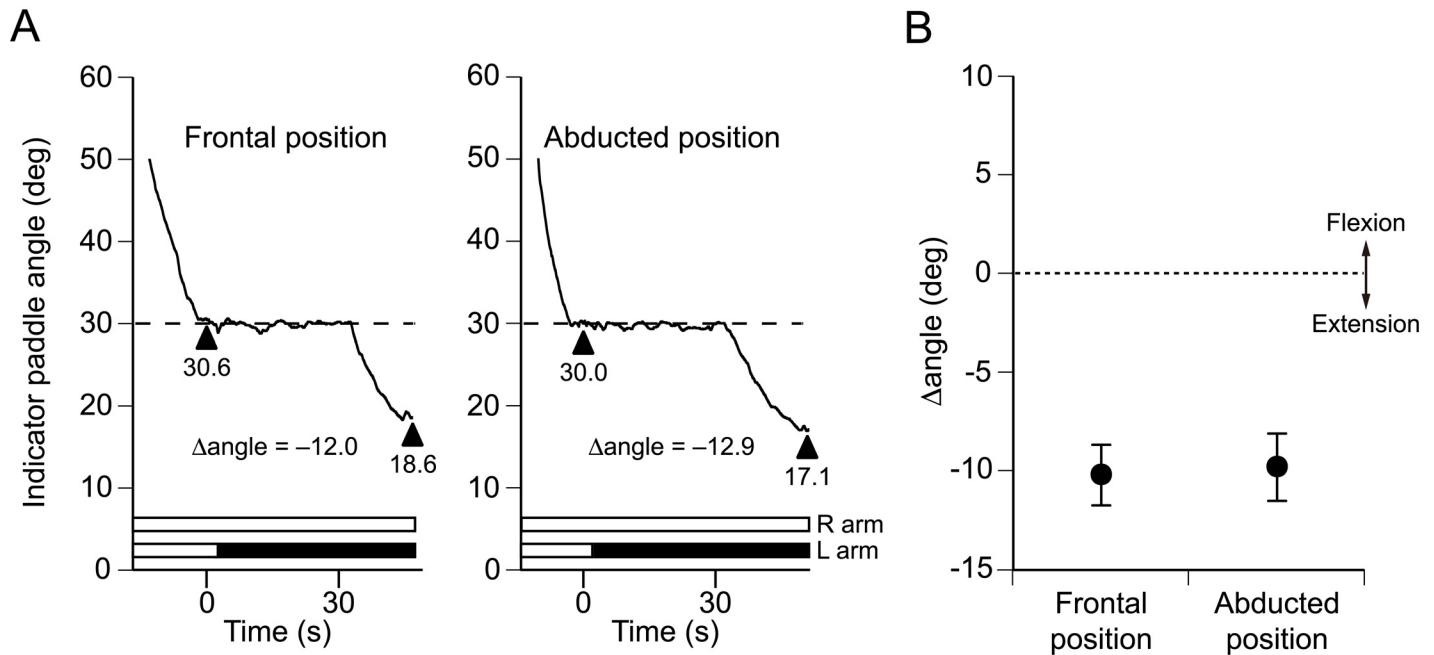 A
Indicator paddle angle (deg)
60
50
40
30
20
10
0
Frontal position
30.6
Δangle = –12.0
18.6
0
30
Time (s)
60
50
40
30
20
10
0
Abducted position
30.0
Δangle = –12.9
17.1
R arm
L arm
0
30
Time (s)
B
Δangle (deg)
10
5
0
-5
-10
-15
Flexion
Extension
Frontal
position
Abducted
position